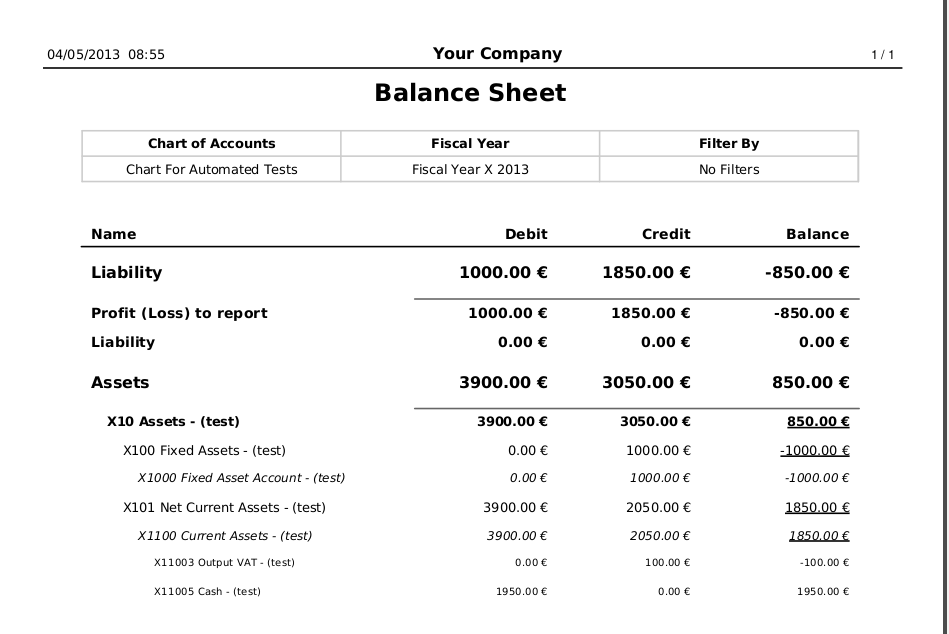 04/05/2013 08:55 Your Company 1 / 1
Balance Sheet
Chart of Accounts Fiscal Year Filter By
Chart For Automated Tests Fiscal Year X 2013 No Filters
Name Debit Credit Balance
Liability 1000.00 € 1850.00 € -850.00 €
Profit (Loss) to report 1000.00 € 1850.00 € -850.00 €
Liability 0.00 € 0.00 € 0.00 €
Assets 3900.00 € 3050.00 € 850.00 €
X10 Assets - (test) 3900.00 € 3050.00 € 850.00 €
X100 Fixed Assets - (test) 0.00 € 1000.00 € -1000.00 €
X1000 Fixed Asset Account - (test) 0.00 € 1000.00 € -1000.00 €
X101 Net Current Assets - (test) 3900.00 € 2050.00 € 1850.00 €
X1100 Current Assets - (test) 3900.00 € 2050.00 € 1850.00 €
X11003 Output VAT - (test) 0.00 € 100.00 € -100.00 €
X11005 Cash - (test) 1950.00 € 0.00 € 1950.00 €